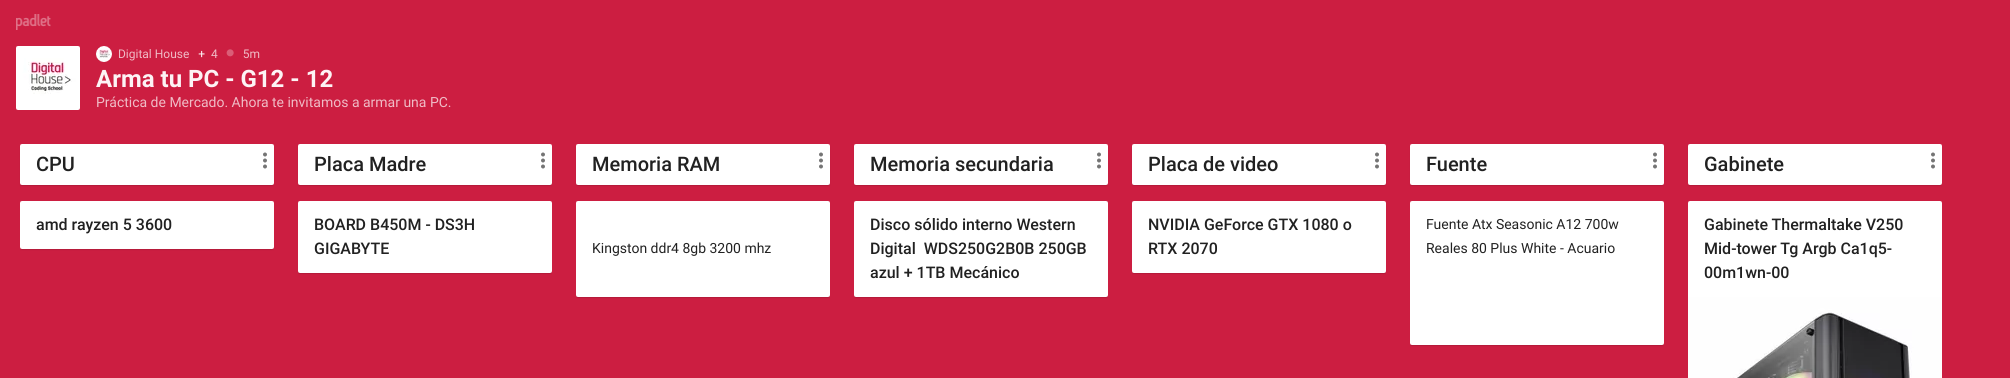 padlet
Digital House + 4 5m
Digital
House>
Coding School
Arma tu PC - G12 - 12
Práctica de Mercado. Ahora te invitamos a armar una PC.
CPU
amd rayzen 5 3600
Placa Madre
BOARD B450M - DS3H
GIGABYTE
Memoria RAM
Kingston ddr4 8gb 3200 mhz
Memoria secundaria
Disco sólido interno Western
Digital WDS250G2B0B 250GB
azul + 1TB Mecánico
Placa de video
NVIDIA GeForce GTX 1080 o
RTX 2070
Fuente
Fuente Atx Seasonic A12 700w
Reales 80 Plus White - Acuario
Gabinete
Gabinete Thermaltake V250
Mid-tower Tg Argb Ca1q5-
00m1wn-00